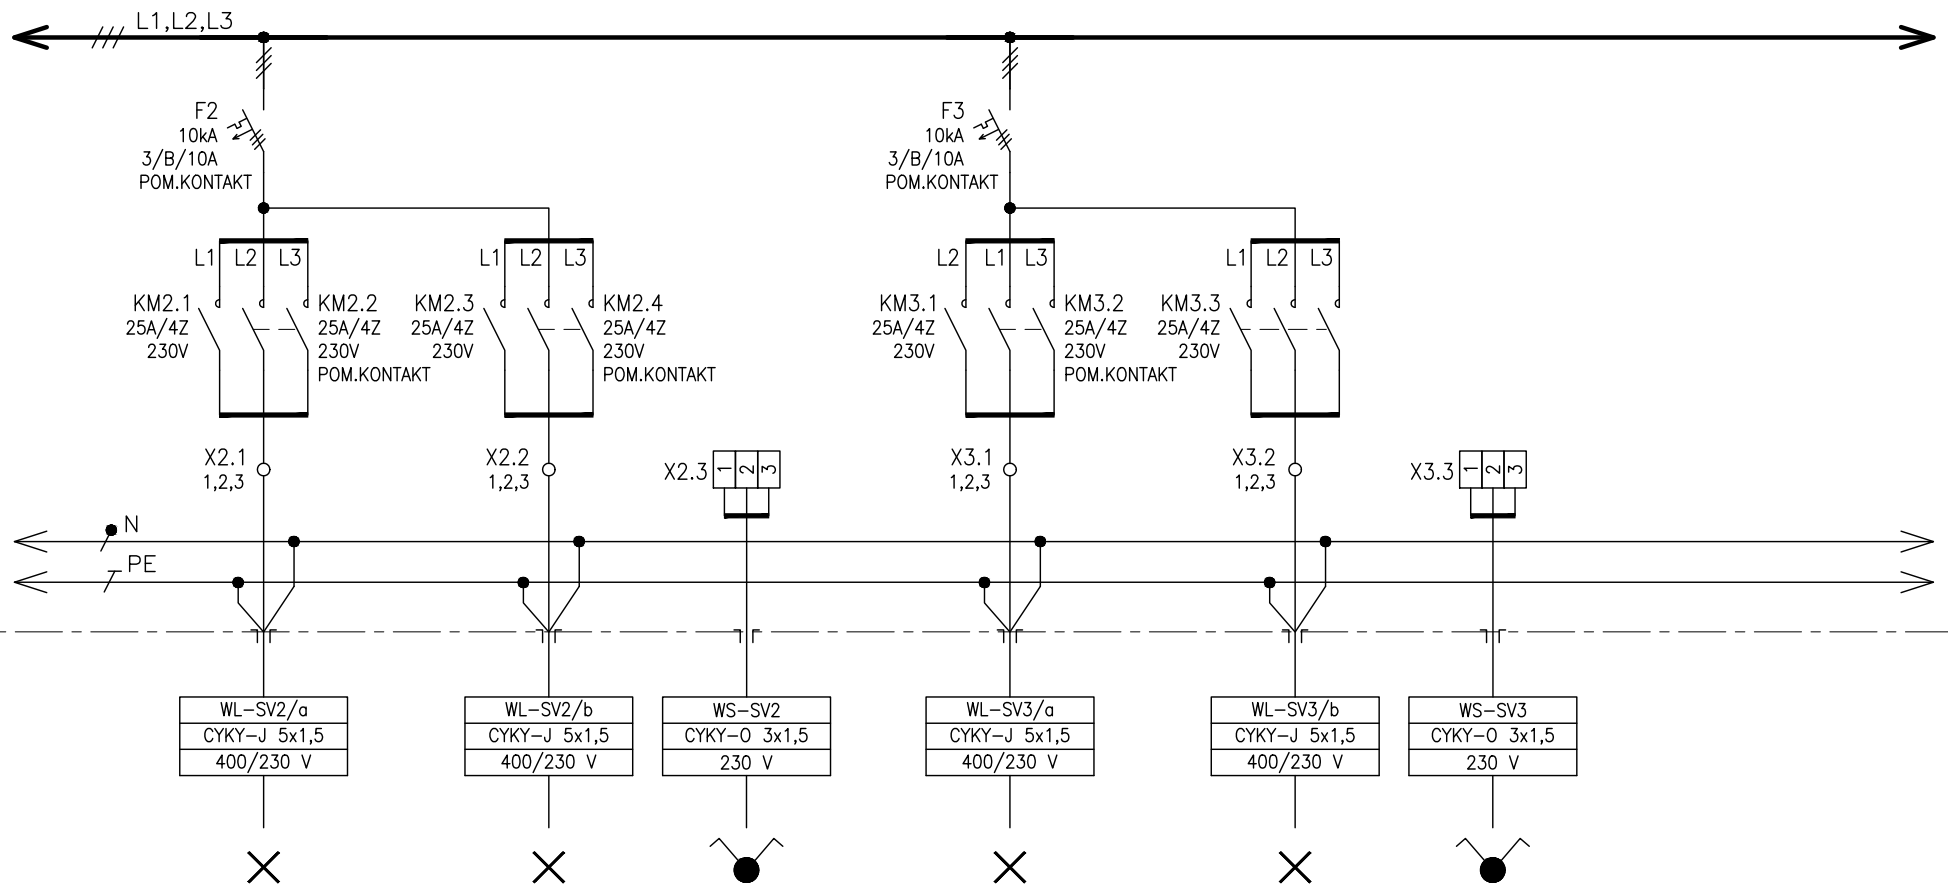 L1,L2,L3
F2
10kA
3/B/10A
POM.KONTAKT
F3
10kA
3/B/10A
POM.KONTAKT
L1 L2 L3
L1 L2 L3
L2 L1 L3
L1 L2 L3
KM2.1
25A/4Z
230V
KM2.2
25A/4Z
230V
POM.KONTAKT
KM2.3
25A/4Z
230V
KM2.4
25A/4Z
230V
POM.KONTAKT
KM3.1
25A/4Z
230V
KM3.2
25A/4Z
230V
POM.KONTAKT
KM3.3
25A/4Z
230V
X2.1
1,2,3
X2.2
1,2,3
X2.3 1 2 3
X3.1
1,2,3
X3.2
1,2,3
X3.3 1 2 3
N
PE
WL-SV2/a
CYKY-J 5x1,5
400/230 V
WL-SV2/b
CYKY-J 5x1,5
400/230 V
WS-SV2
CYKY-O 3x1,5
230 V
WL-SV3/a
CYKY-J 5x1,5
400/230 V
WL-SV3/b
CYKY-J 5x1,5
400/230 V
WS-SV3
CYKY-O 3x1,5
230 V